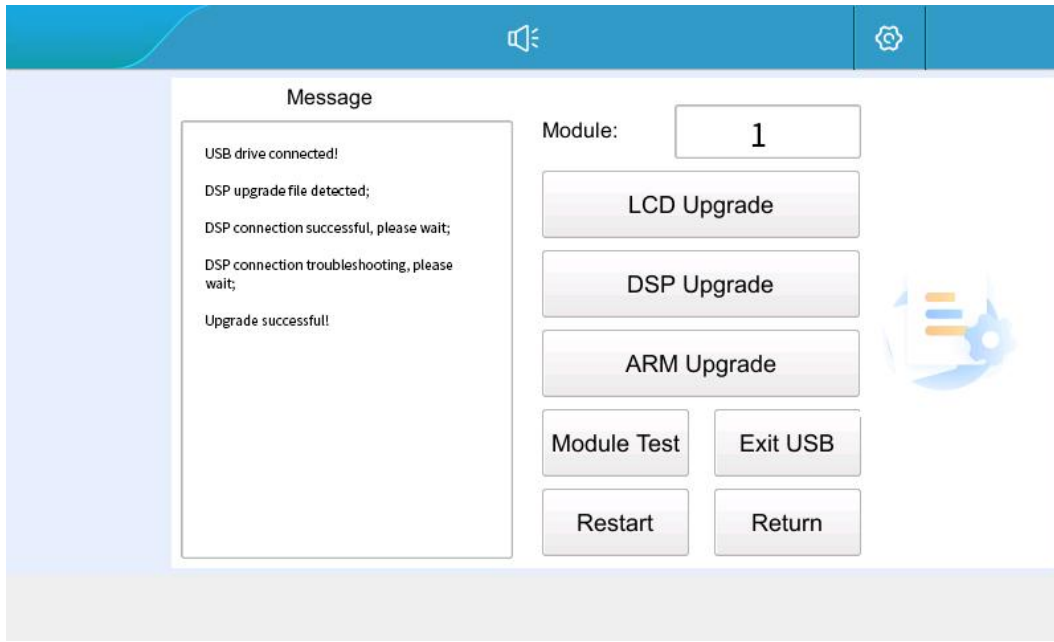 Message
USB drive connected!
DSP upgrade file detected;
DSP connection successful, please wait;
DSP connection troubleshooting, please
wait;
Upgrade successful!
Module:
1
LCD Upgrade
DSP Upgrade
ARM Upgrade
Module Test
Exit USB
Restart
Return